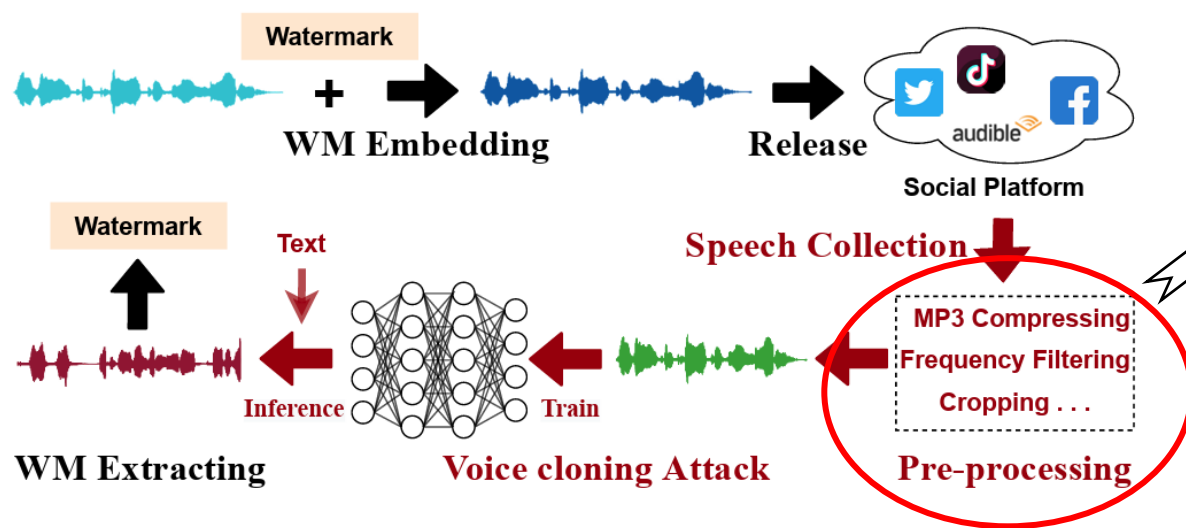 Watermark
+
WM Embedding
Release
audible
Social Platform
Watermark
Text
Speech Collection
MP3 Compressing
Frequency Filtering
Cropping . . .
Inference
Train
WM Extracting
Voice cloning Attack
Pre-processing